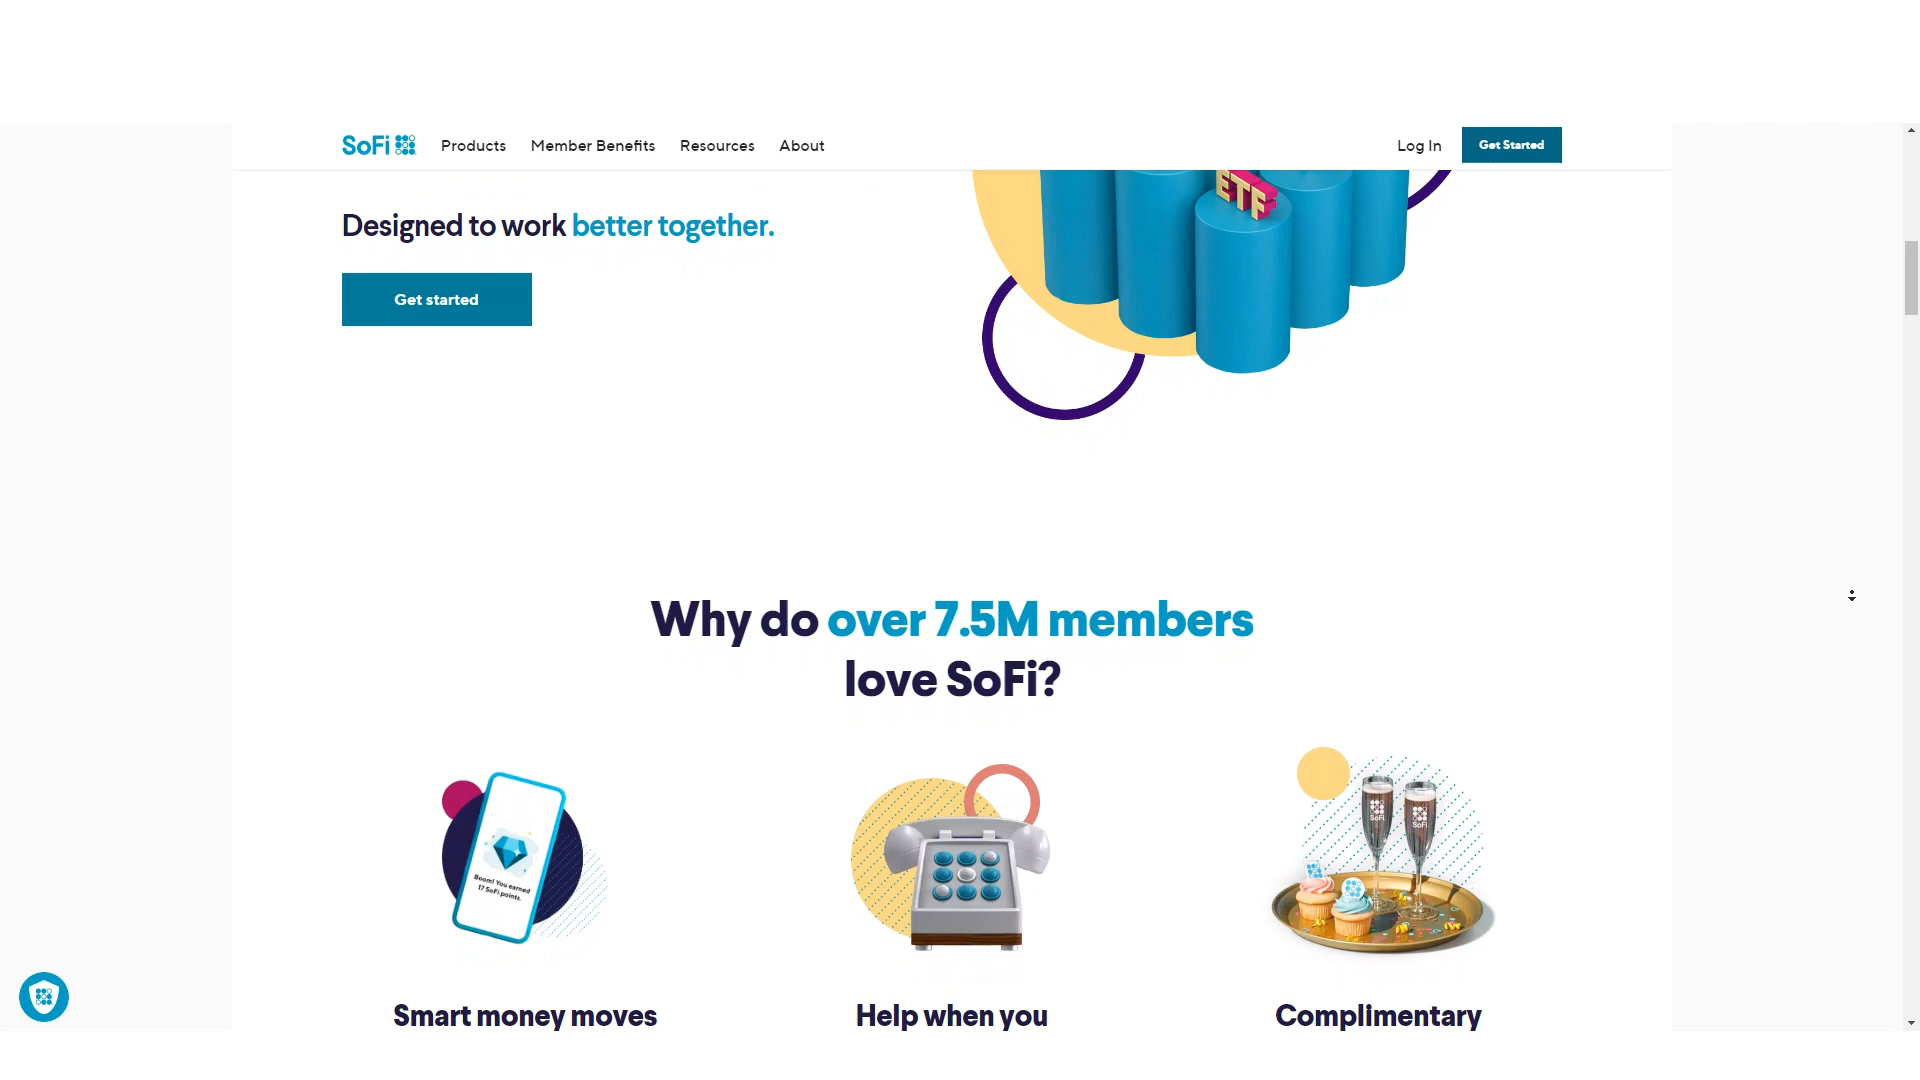 SoFi
Products
Member Benefits
Resources
About
Log In
Get Started
ETF
Designed to work better together.
Get started
Why do over 7.5M members
love SoFi?
Boom! You earned
17 SoFi points.
SoFi
SoFi
Smart money moves
Help when you
Complimentary